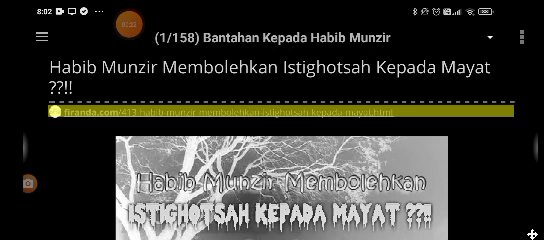 8:02
(1/158) Bantahan Kepada Habib Munzir
Habib Munzir Membolehkan Istighotsah Kepada Mayat
??!!
firanda.com/413-habib-munzir-membolehkan-istighotsah-kepada-mayat.html
Habib Munzir Membolehkan
ISTIGHOTSAH KEPADA MAYAT ??!!